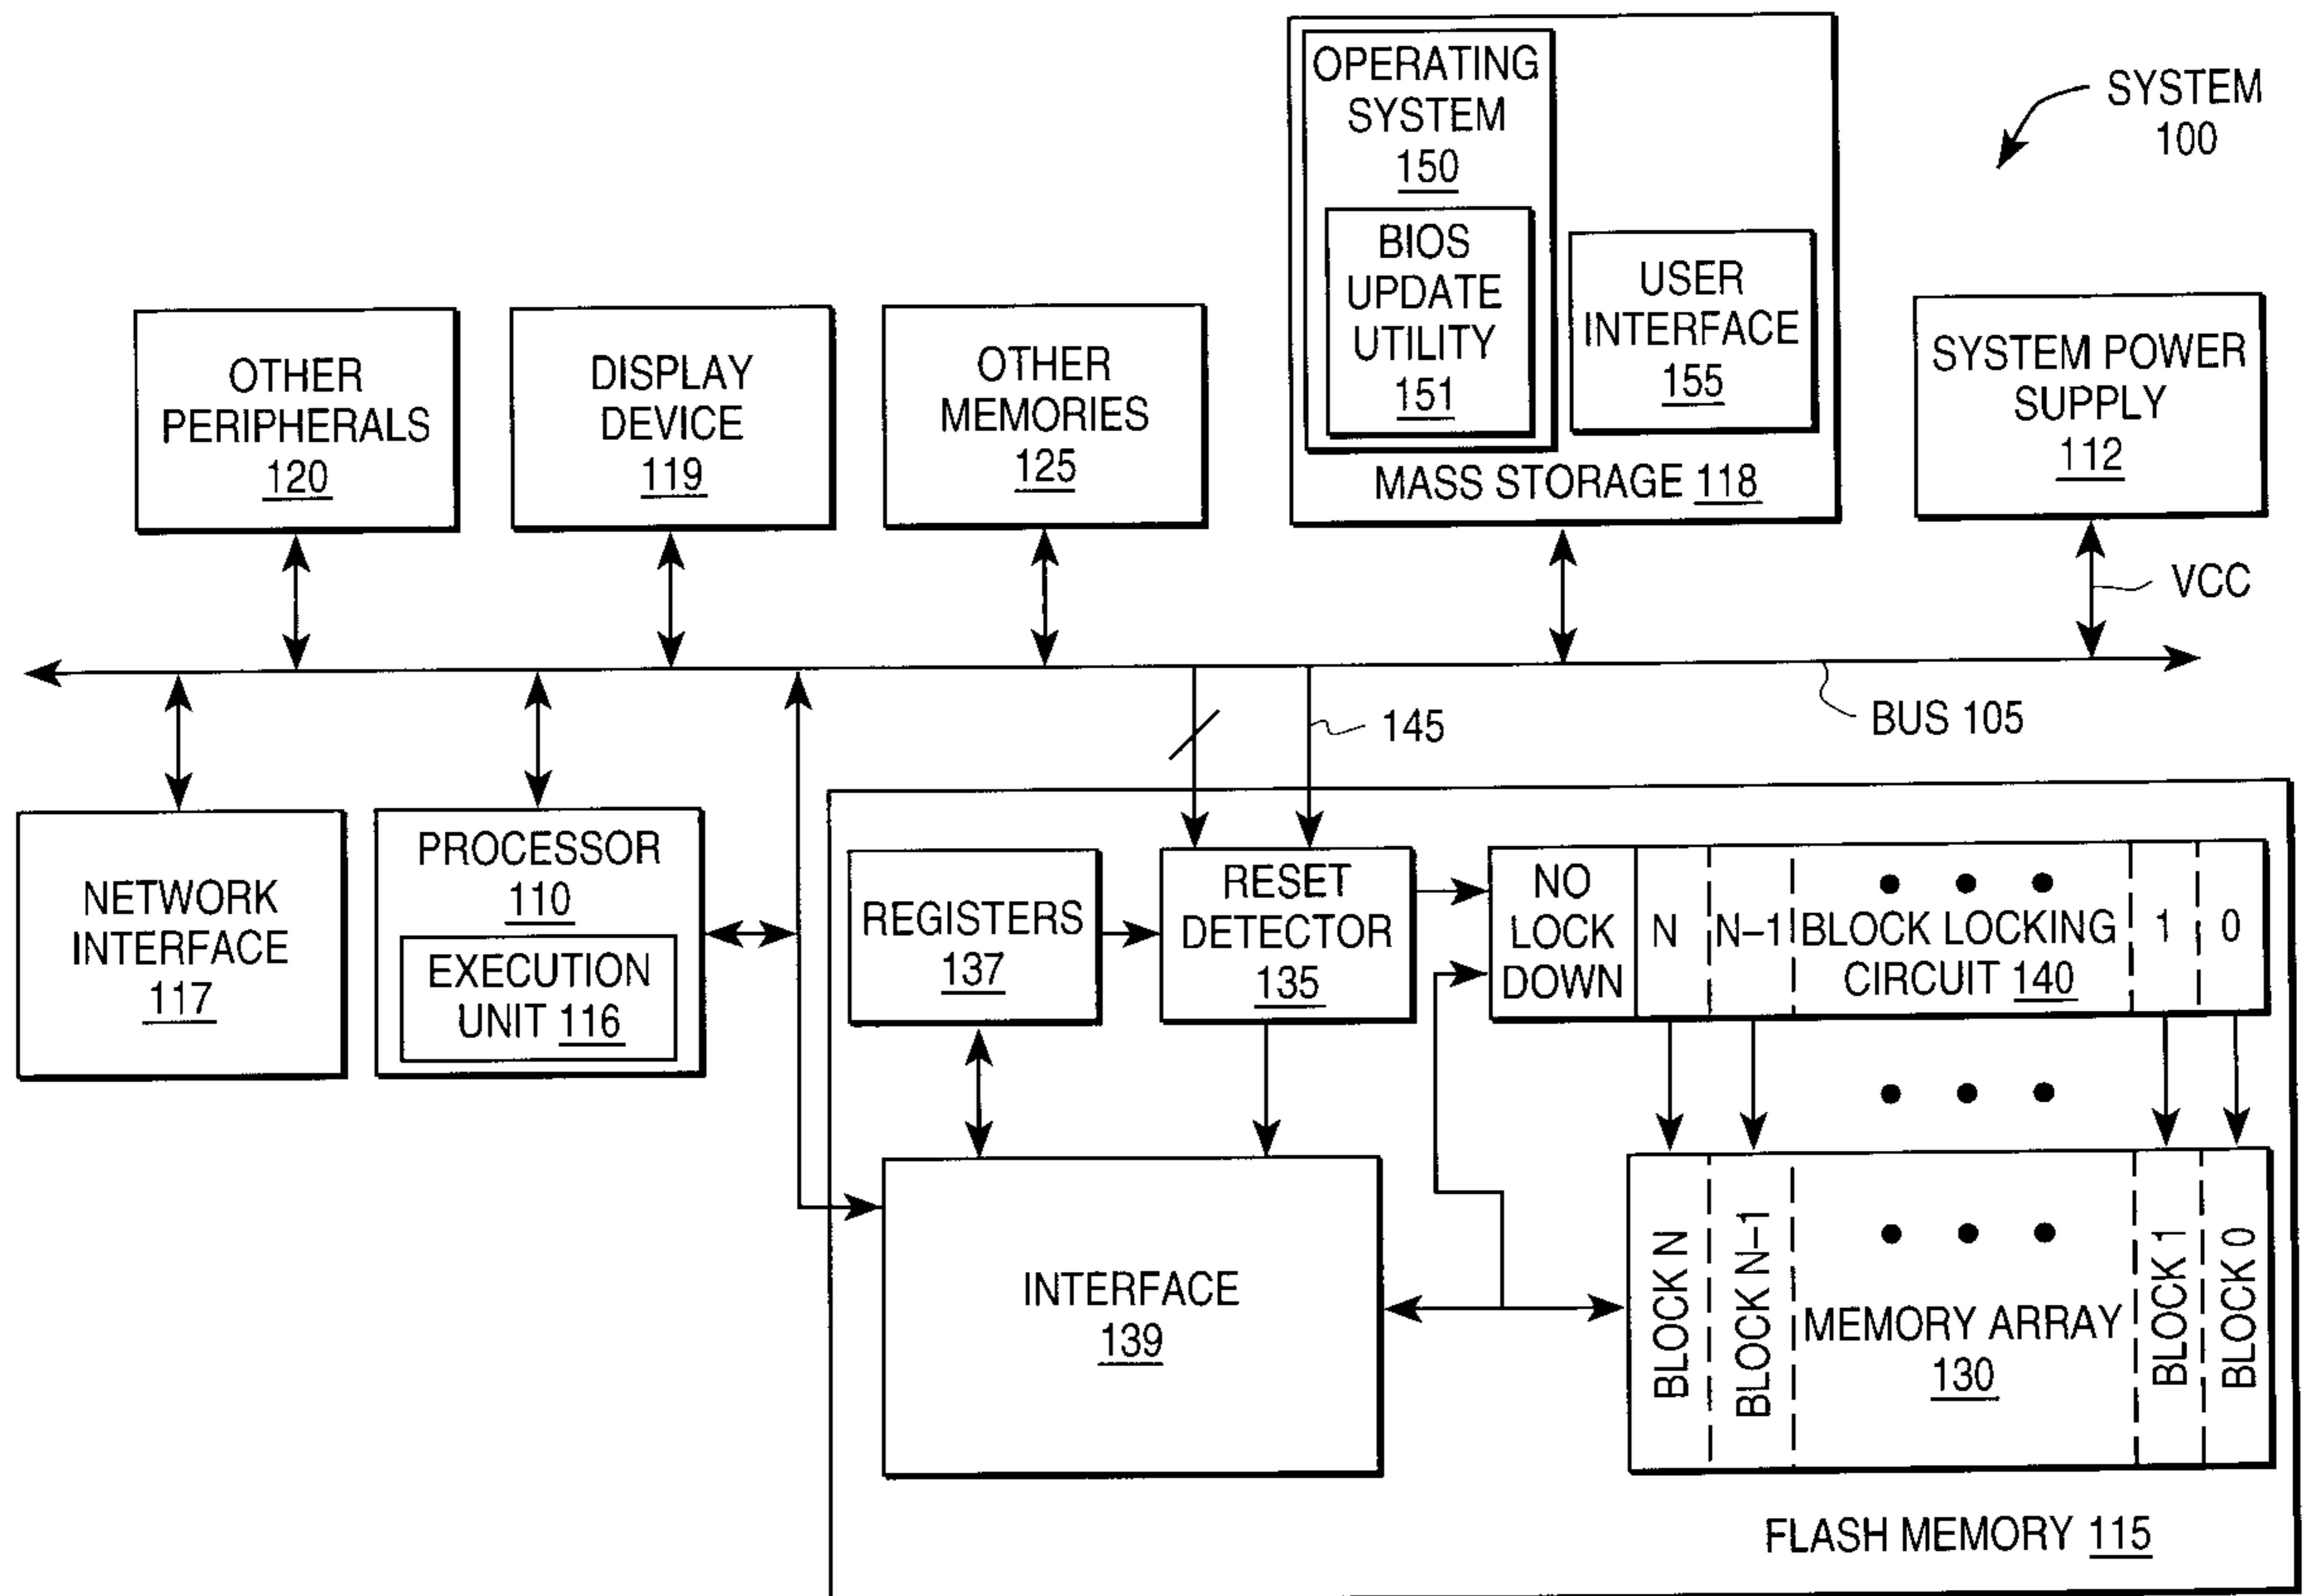 OPERATING
SYSTEM
150
BIOS
UPDATE
UTILITY
151
USER
INTERFACE
155
MASS STORAGE 118
SYSTEM
100
OTHER
PERIPHERALS
120
DISPLAY
DEVICE
119
OTHER
MEMORIES
125
SYSTEM POWER
SUPPLY
112
VCC
145
BUS 105
NETWORK
INTERFACE
117
PROCESSOR
110
EXECUTION
UNIT 116
REGISTERS
137
RESET
DETECTOR
135
NO
LOCK
DOWN
N
N–1
BLOCK LOCKING
CIRCUIT 140
1
0
INTERFACE
139
BLOCK N
BLOCK N–1
MEMORY ARRAY
130
BLOCK 1
BLOCK 0
FLASH MEMORY 115